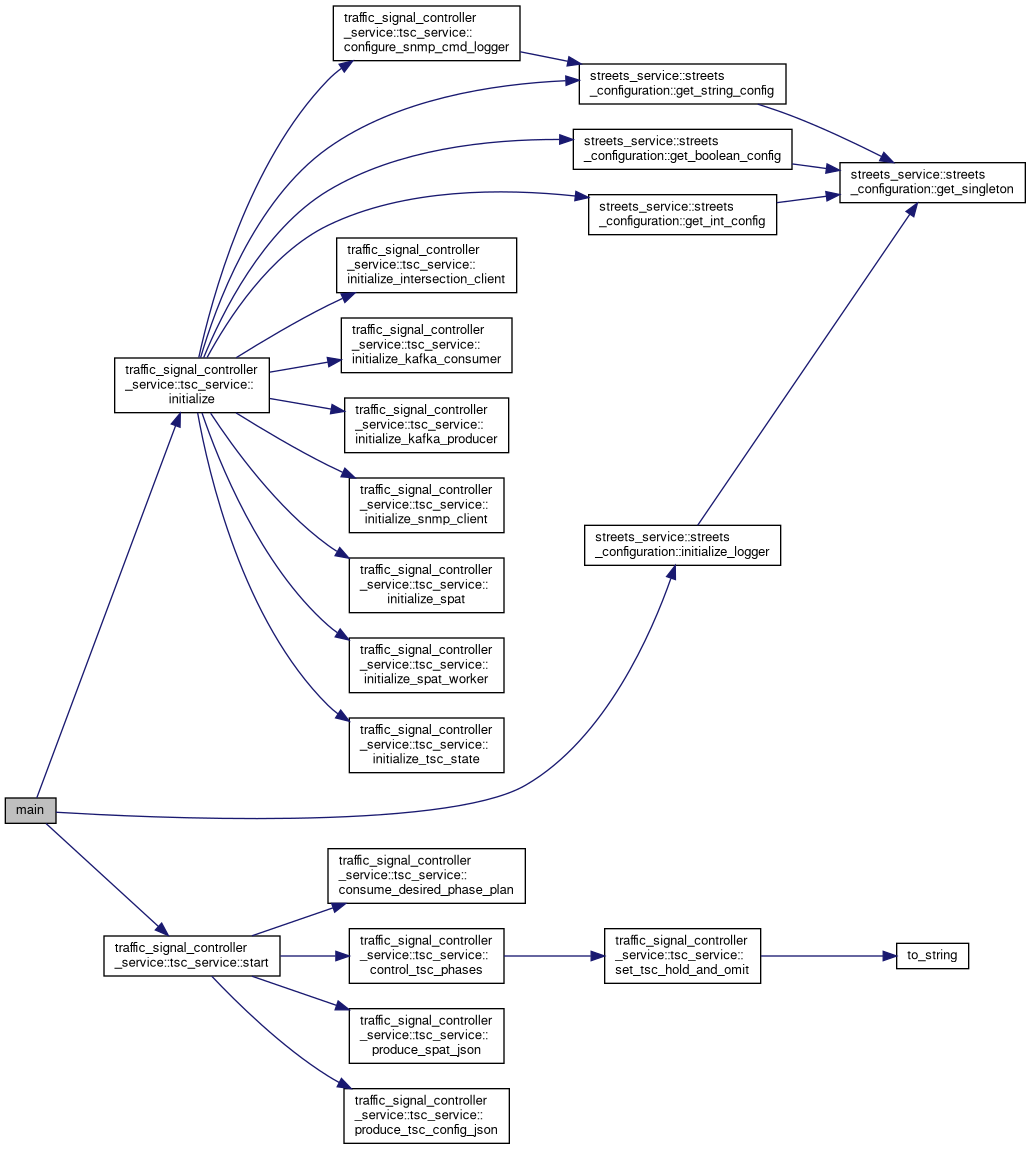 traffic_signal_controller
_service::tsc_service::
configure_snmp_cmd_logger
streets_service::streets
_configuration::get_string_config
streets_service::streets
_configuration::get_boolean_config
streets_service::streets
_configuration::get_singleton
streets_service::streets
_configuration::get_int_config
traffic_signal_controller
_service::tsc_service::
initialize_intersection_client
traffic_signal_controller
_service::tsc_service::
initialize_kafka_consumer
traffic_signal_controller
_service::tsc_service::
initialize
traffic_signal_controller
_service::tsc_service::
initialize_kafka_producer
traffic_signal_controller
_service::tsc_service::
initialize_snmp_client
streets_service::streets
_configuration::initialize_logger
traffic_signal_controller
_service::tsc_service::
initialize_spat
traffic_signal_controller
_service::tsc_service::
initialize_spat_worker
traffic_signal_controller
_service::tsc_service::
initialize_tsc_state
main
traffic_signal_controller
_service::tsc_service::
consume_desired_phase_plan
traffic_signal_controller
_service::tsc_service::start
traffic_signal_controller
_service::tsc_service::
control_tsc_phases
traffic_signal_controller
_service::tsc_service::
set_tsc_hold_and_omit
to_string
traffic_signal_controller
_service::tsc_service::
produce_spat_json
traffic_signal_controller
_service::tsc_service::
produce_tsc_config_json